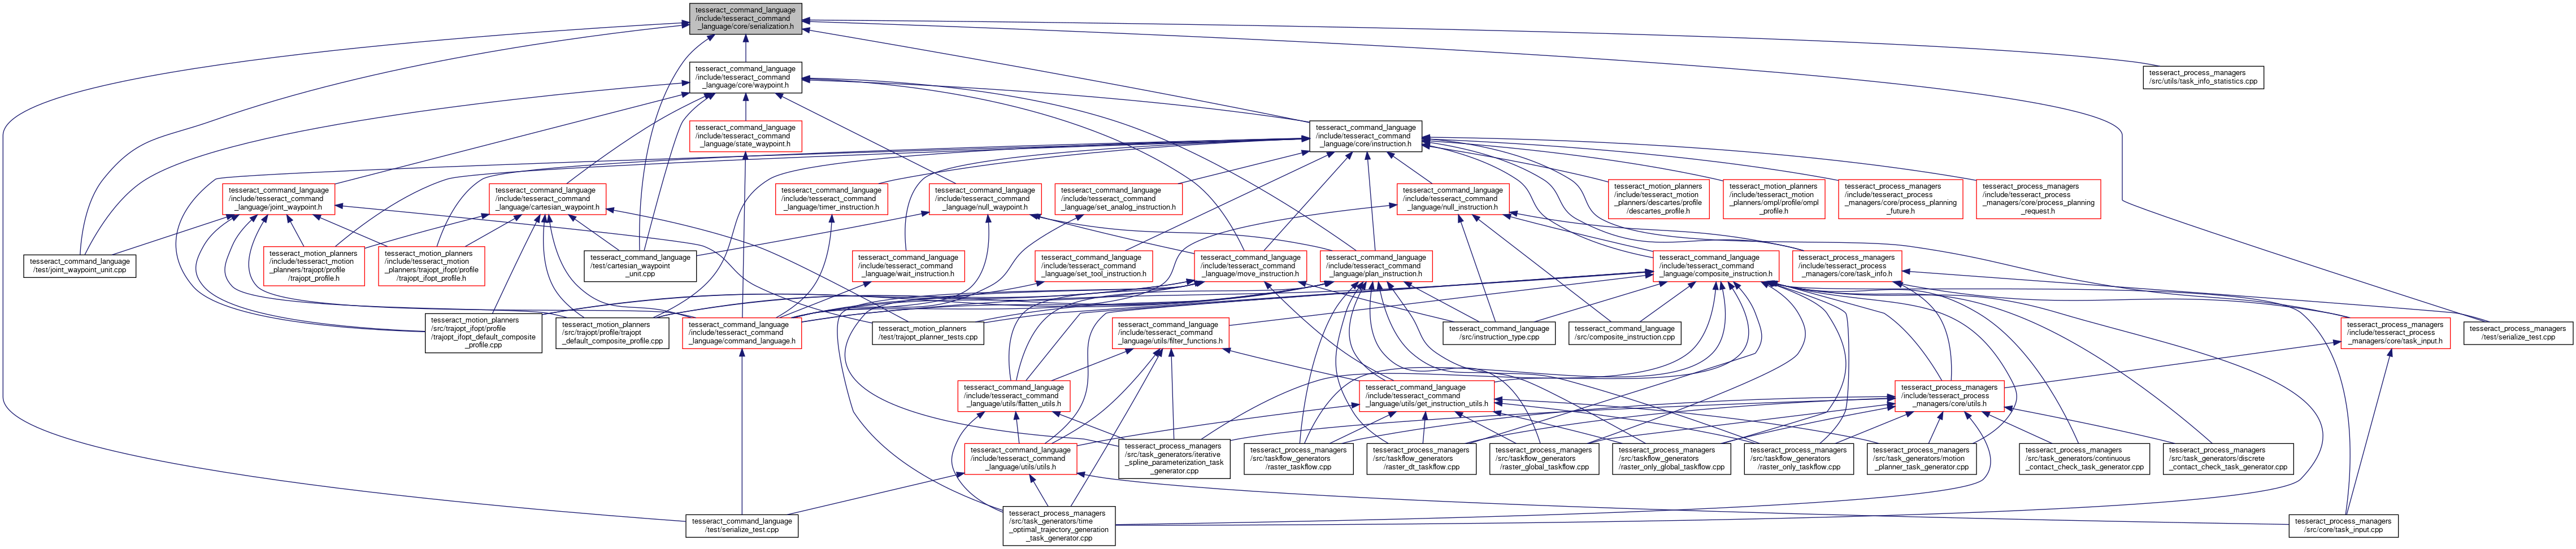 tesseract_command_language
/include/tesseract_command
_language/core/serialization.h
tesseract_command_language
/include/tesseract_command
_language/core/waypoint.h
tesseract_process_managers
/src/utils/task_info_statistics.cpp
tesseract_command_language
/include/tesseract_command
_language/state_waypoint.h
tesseract_command_language
/include/tesseract_command
_language/core/instruction.h
tesseract_command_language
/include/tesseract_command
_language/joint_waypoint.h
tesseract_command_language
/include/tesseract_command
_language/cartesian_waypoint.h
tesseract_command_language
/include/tesseract_command
_language/timer_instruction.h
tesseract_command_language
/include/tesseract_command
_language/null_waypoint.h
tesseract_command_language
/include/tesseract_command
_language/set_analog_instruction.h
tesseract_command_language
/include/tesseract_command
_language/null_instruction.h
tesseract_motion_planners
/include/tesseract_motion
_planners/descartes/profile
/descartes_profile.h
tesseract_motion_planners
/include/tesseract_motion
_planners/ompl/profile/ompl
_profile.h
tesseract_process_managers
/include/tesseract_process
_managers/core/process_planning
_future.h
tesseract_process_managers
/include/tesseract_process
_managers/core/process_planning
_request.h
tesseract_command_language
/test/joint_waypoint_unit.cpp
tesseract_motion_planners
/include/tesseract_motion
_planners/trajopt/profile
/trajopt_profile.h
tesseract_motion_planners
/include/tesseract_motion
_planners/trajopt_ifopt/profile
/trajopt_ifopt_profile.h
tesseract_command_language
/test/cartesian_waypoint
_unit.cpp
tesseract_command_language
/include/tesseract_command
_language/wait_instruction.h
tesseract_command_language
/include/tesseract_command
_language/set_tool_instruction.h
tesseract_command_language
/include/tesseract_command
_language/move_instruction.h
tesseract_command_language
/include/tesseract_command
_language/plan_instruction.h
tesseract_command_language
/include/tesseract_command
_language/composite_instruction.h
tesseract_process_managers
/include/tesseract_process
_managers/core/task_info.h
tesseract_motion_planners
/src/trajopt_ifopt/profile
/trajopt_ifopt_default_composite
_profile.cpp
tesseract_motion_planners
/src/trajopt/profile/trajopt
_default_composite_profile.cpp
tesseract_command_language
/include/tesseract_command
_language/command_language.h
tesseract_motion_planners
/test/trajopt_planner_tests.cpp
tesseract_command_language
/include/tesseract_command
_language/utils/filter_functions.h
tesseract_command_language
/src/instruction_type.cpp
tesseract_command_language
/src/composite_instruction.cpp
tesseract_process_managers
/include/tesseract_process
_managers/core/task_input.h
tesseract_process_managers
/test/serialize_test.cpp
tesseract_command_language
/include/tesseract_command
_language/utils/flatten_utils.h
tesseract_command_language
/include/tesseract_command
_language/utils/get_instruction_utils.h
tesseract_process_managers
/include/tesseract_process
_managers/core/utils.h
tesseract_command_language
/include/tesseract_command
_language/utils/utils.h
tesseract_process_managers
/src/task_generators/iterative
_spline_parameterization_task
_generator.cpp
tesseract_process_managers
/src/taskflow_generators
/raster_taskflow.cpp
tesseract_process_managers
/src/taskflow_generators
/raster_dt_taskflow.cpp
tesseract_process_managers
/src/taskflow_generators
/raster_global_taskflow.cpp
tesseract_process_managers
/src/taskflow_generators
/raster_only_global_taskflow.cpp
tesseract_process_managers
/src/taskflow_generators
/raster_only_taskflow.cpp
tesseract_process_managers
/src/task_generators/motion
_planner_task_generator.cpp
tesseract_process_managers
/src/task_generators/continuous
_contact_check_task_generator.cpp
tesseract_process_managers
/src/task_generators/discrete
_contact_check_task_generator.cpp
tesseract_command_language
/test/serialize_test.cpp
tesseract_process_managers
/src/task_generators/time
_optimal_trajectory_generation
_task_generator.cpp
tesseract_process_managers
/src/core/task_input.cpp